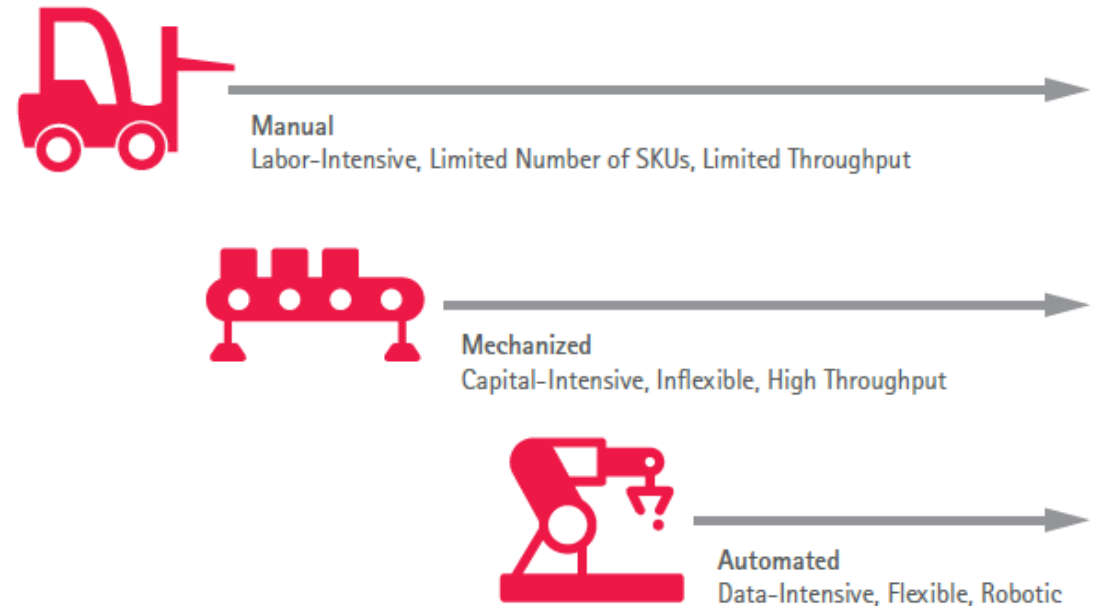 Manual
Labor-Intensive, Limited Number of SKUs, Limited Throughput
Mechanized
Capital-Intensive, Inflexible, High Throughput
Automated
Data-Intensive, Flexible, Robotic